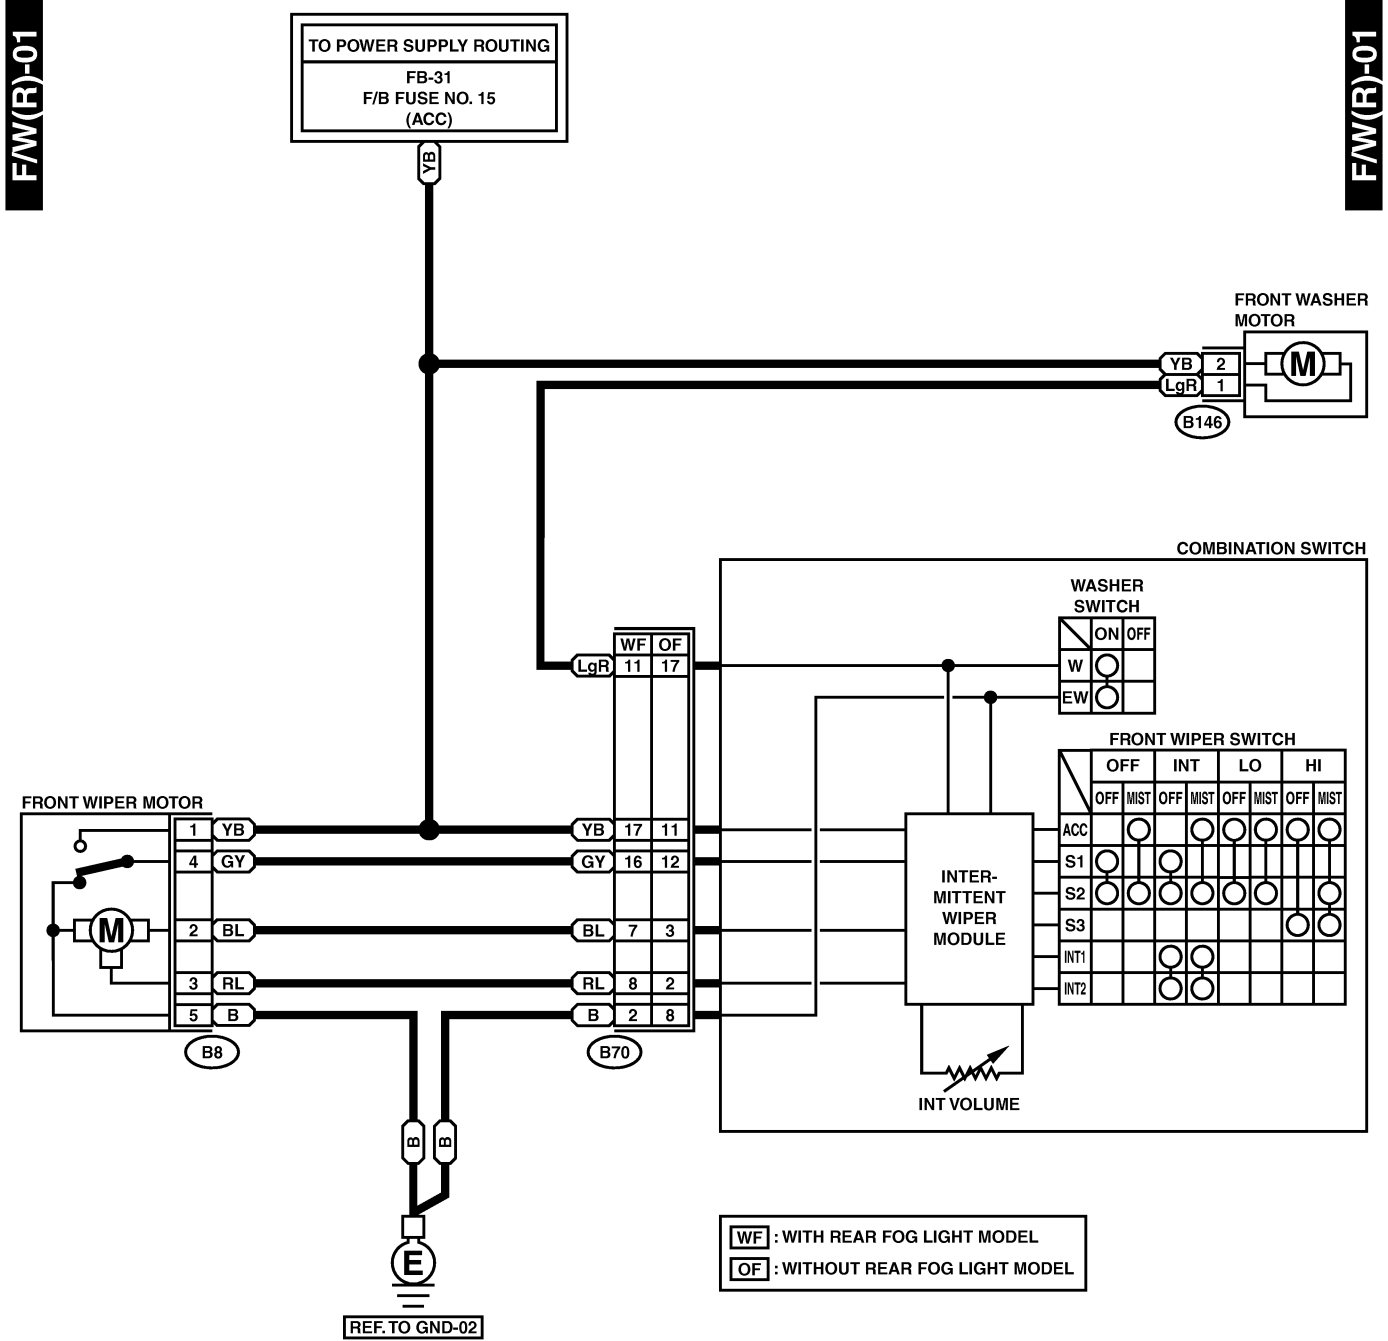 F/W(R)-01
F/W(R)-01
TO POWER SUPPLY ROUTING
FB-31
F/B FUSE NO. 15
(ACC)
YB
FRONT WASHER
MOTOR
YB 2
M
LgR 1
B146
COMBINATION SWITCH
WASHER
SWITCH
ON OFF
W
EW
WF OF
LgR 11 17
FRONT WIPER SWITCH
OFF INT LO HI
OFF MIST OFF MIST OFF MIST OFF MIST
ACC
S1
S2
S3
INT1
INT2
FRONT WIPER MOTOR
1 YB
4 GY
M
2 BL
3 RL
5 B
B8
YB 17 11
GY 16 12
BL 7 3
RL 8 2
B 2 8
B70
INTER-
MITTENT
WIPER
MODULE
INT VOLUME
B
B
E
REF. TO GND-02
WF : WITH REAR FOG LIGHT MODEL
OF : WITHOUT REAR FOG LIGHT MODEL